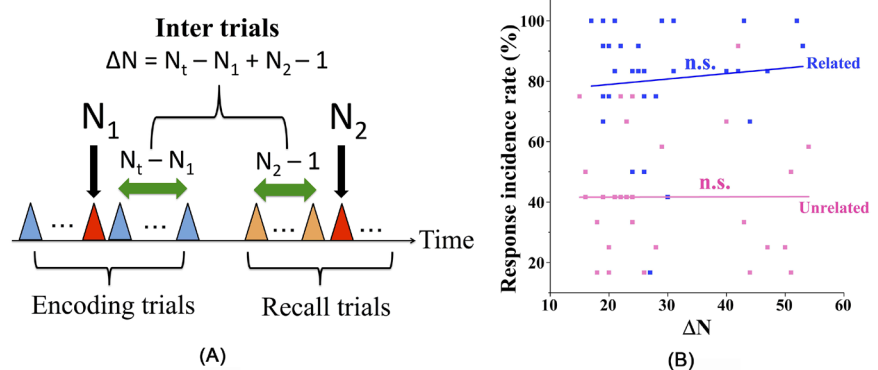 Inter trials
ΔN = Nt – N1 + N2 – 1
N1
N2
Nt – N1
N2 – 1
... ... ... ...
Time
Encoding trials
Recall trials
(A)
Response incidence rate (%)
100
80
60
40
20
n.s.
Related
n.s.
Unrelated
10 20 30 40 50 60
ΔN
(B)